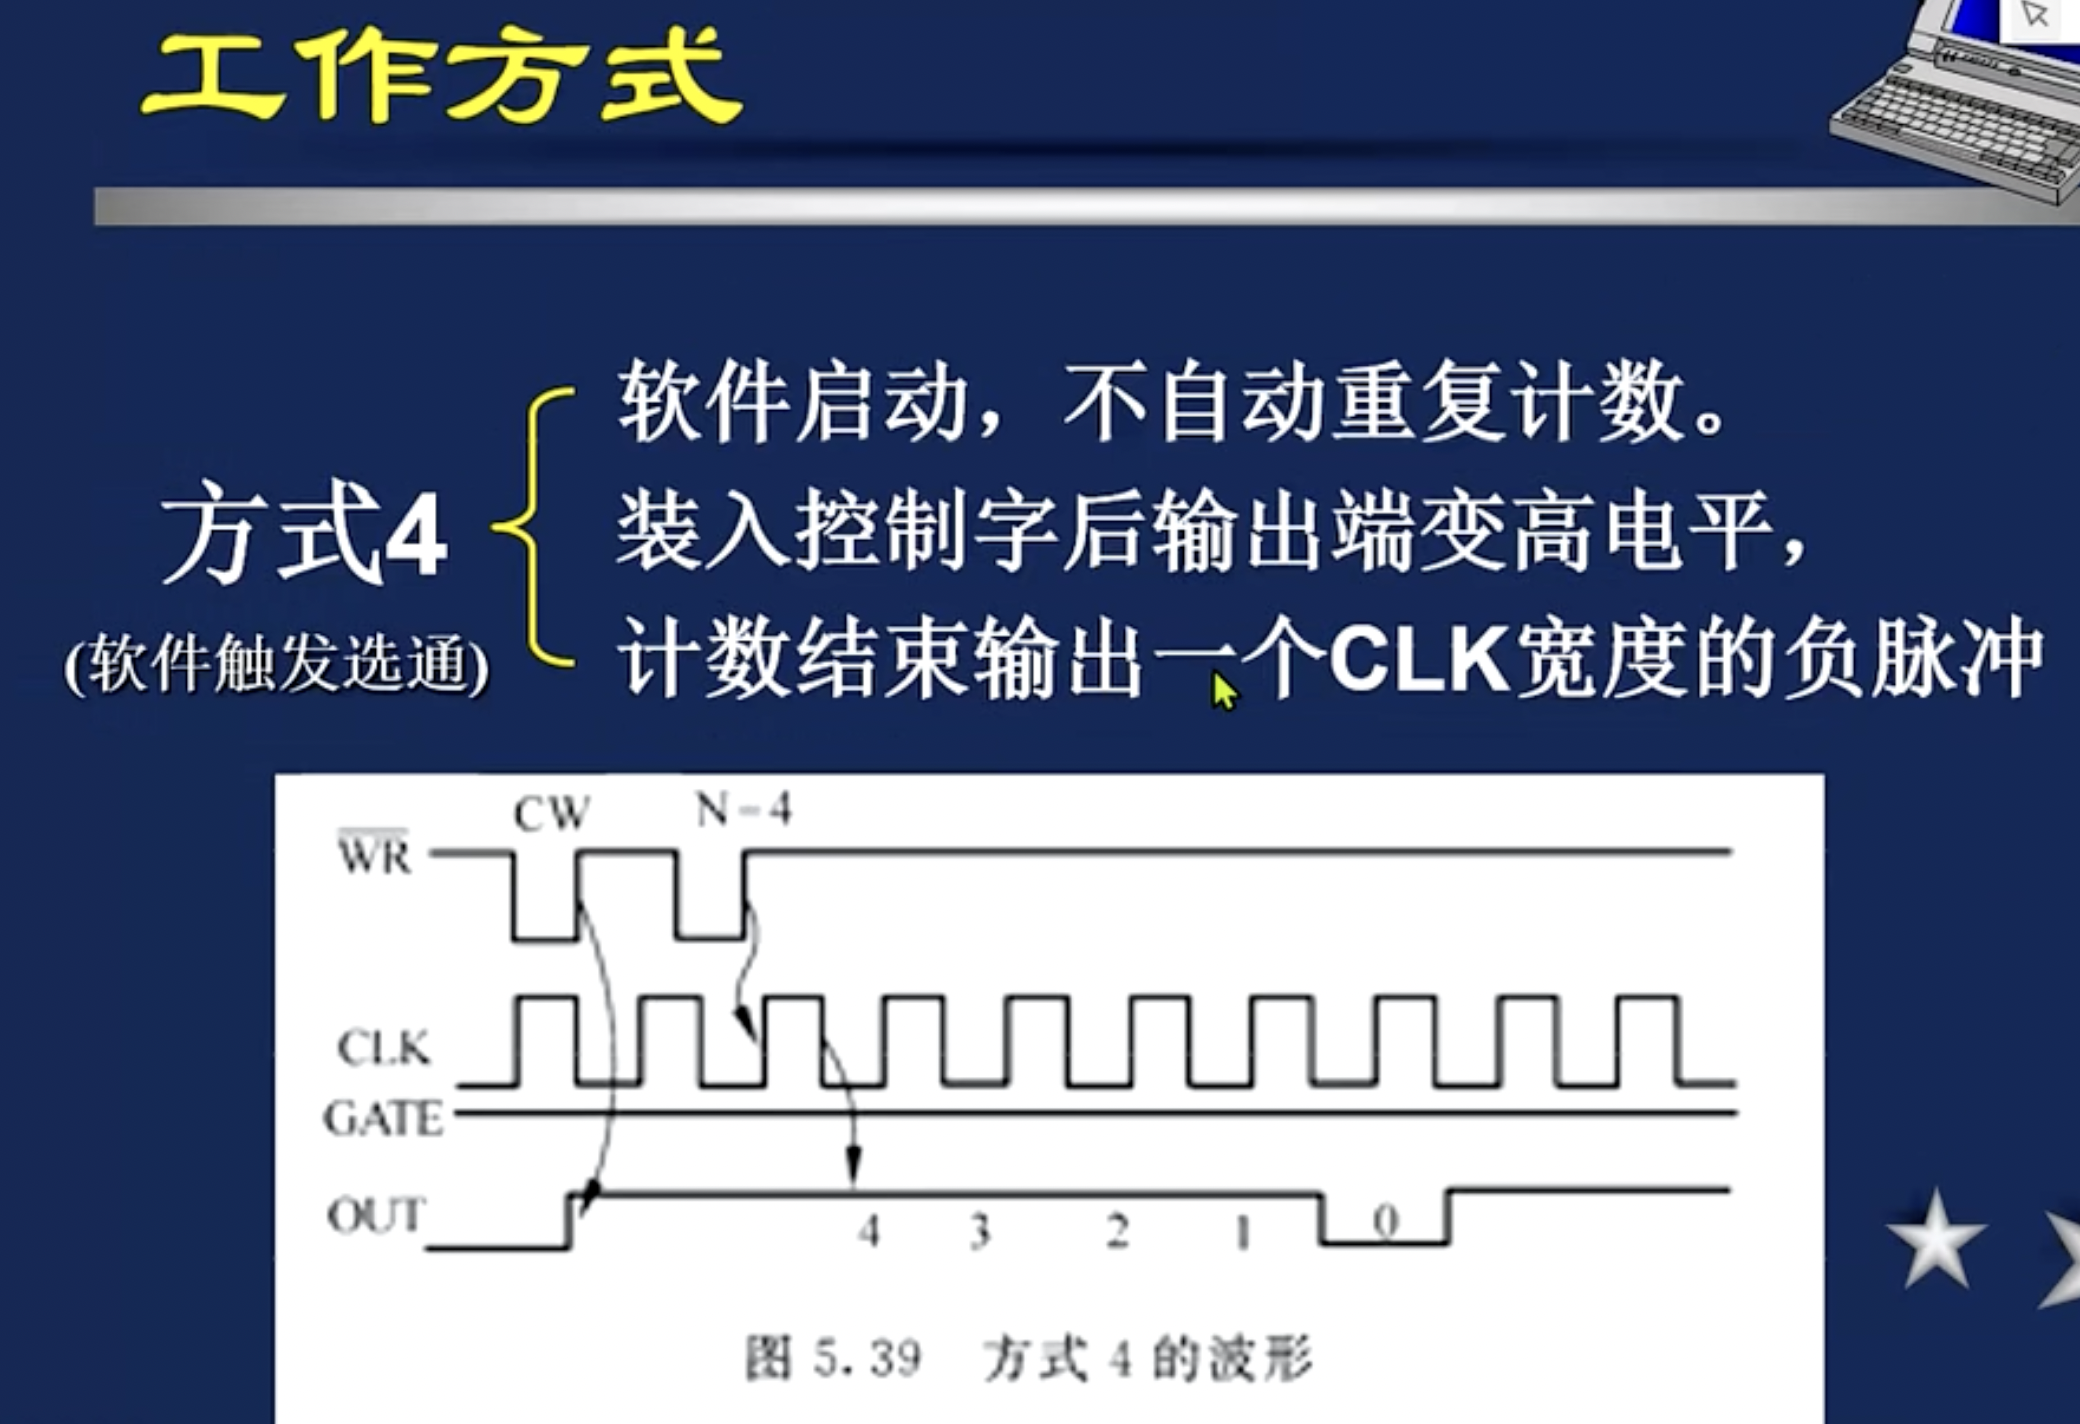 工作方式
软件启动，不自动重复计数。
方式4
装入控制字后输出端变高电平，
(软件触发选通)
计数结束输出一个CLK宽度的负脉冲
CW N-4
WR
CLK
GATE
OUT
4 3 2 1 0
图 5.39 方式 4 的波形